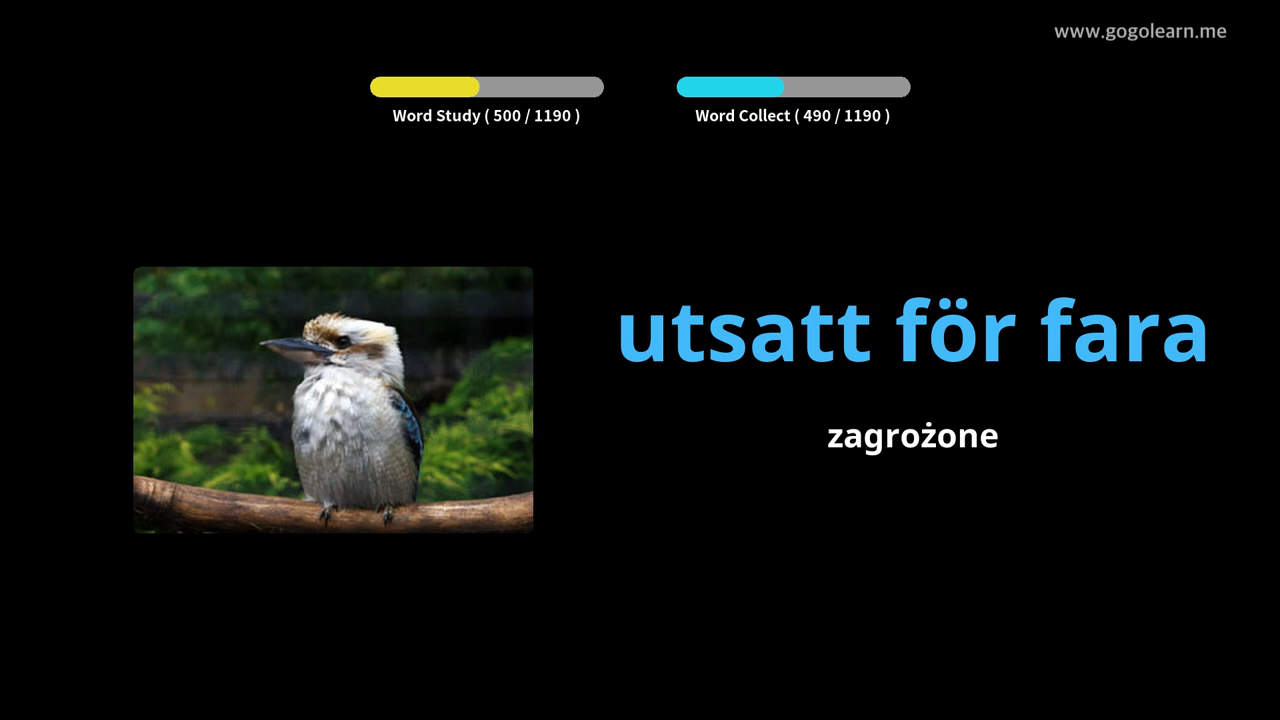 www.gogolearn.me
Word Study ( 500 / 1190 )
Word Collect ( 490 / 1190 )
utsatt för fara
zagrożone